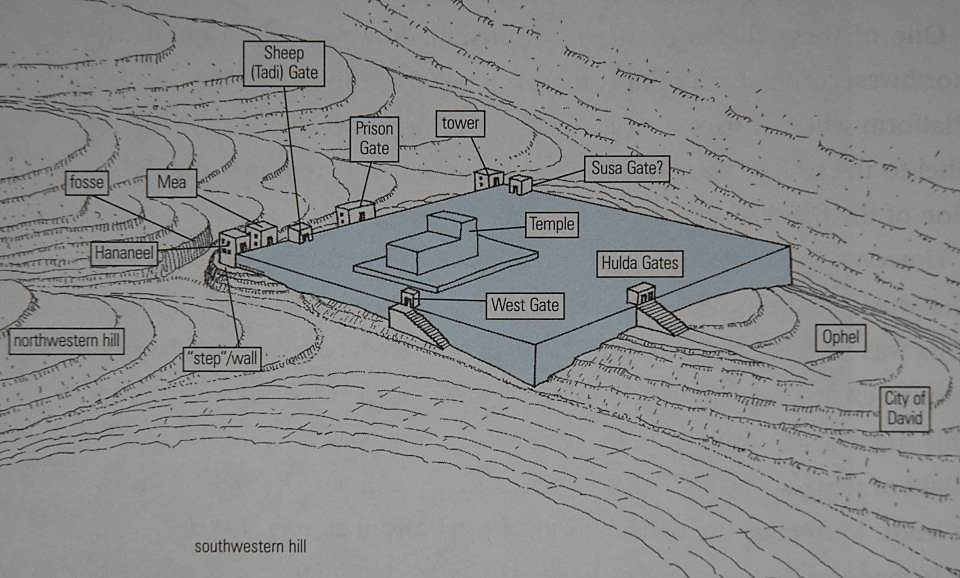 Sheep
(Tadi) Gate
Prison
Gate
tower
Susa Gate?
fosse
Mea
Hananeel
Temple
Hulda Gates
West Gate
northwestern hill
"step"/wall
Ophel
City of
David
southwestern hill